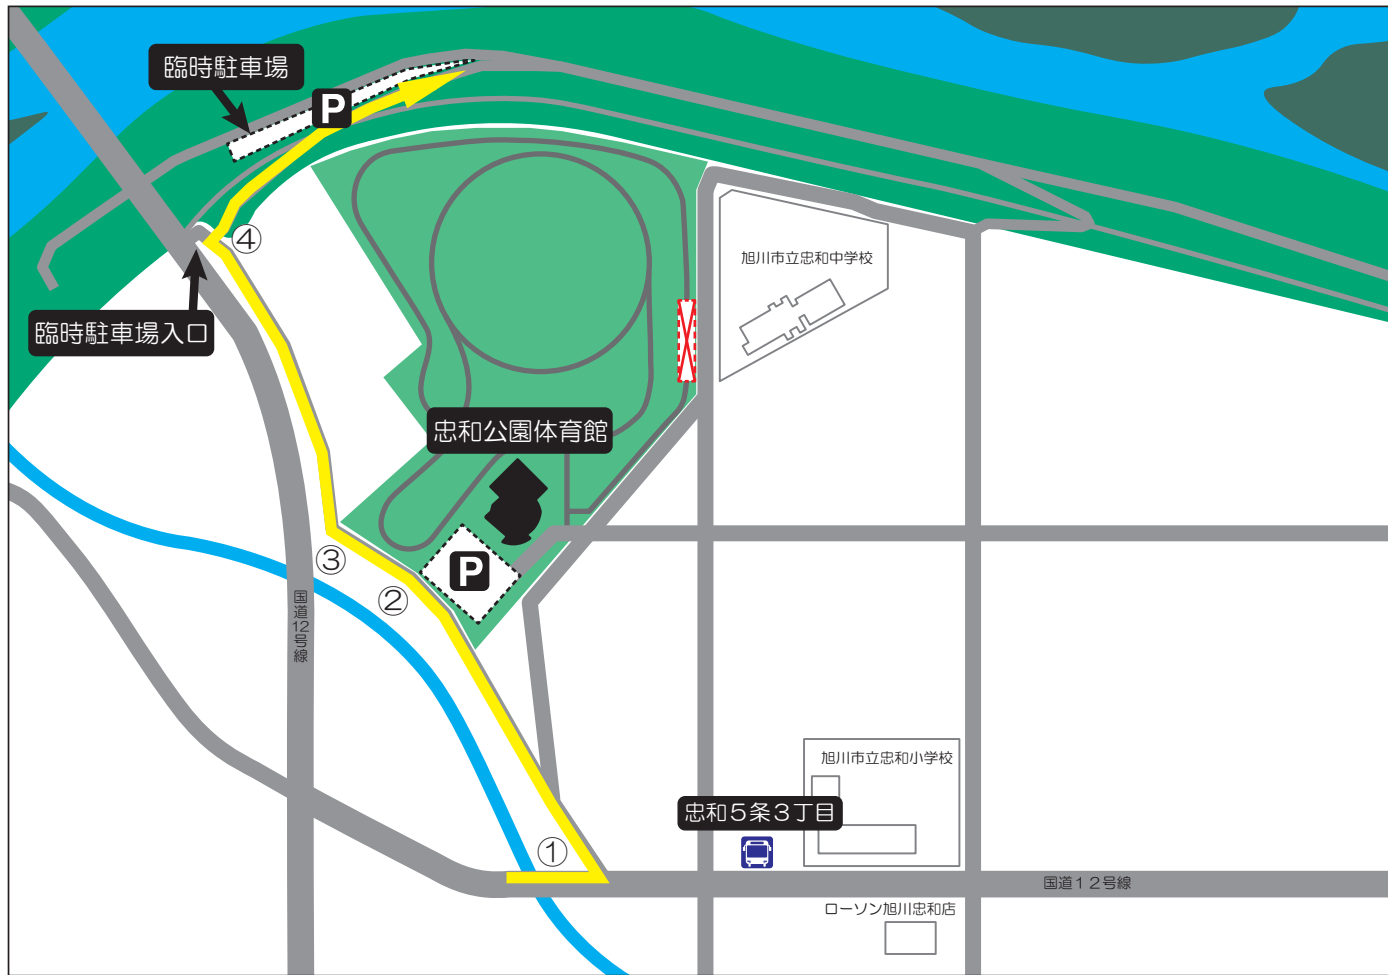 臨時駐車場
P
④
旭川市立忠和中学校
臨時駐車場入口
忠和公園体育館
③
P
②
国道12号線
旭川市立忠和小学校
忠和５条３丁目
①
国道１２号線
ローソン旭川忠和店